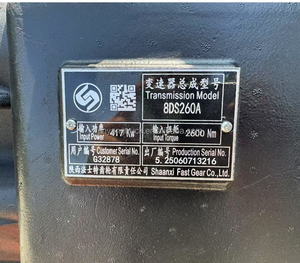 变速器总成型号
Transmission Model
8DS260A
输入功率 417 Kw 输入扭矩 2600 Nm
Input Power Input Torque
用户编号 Customer Serial No. 出厂编号 Production Serial No.
G32878 5.25060713216
陕西法士特齿轮有限责任公司 Shaanxi Fast Gear Co., Ltd.